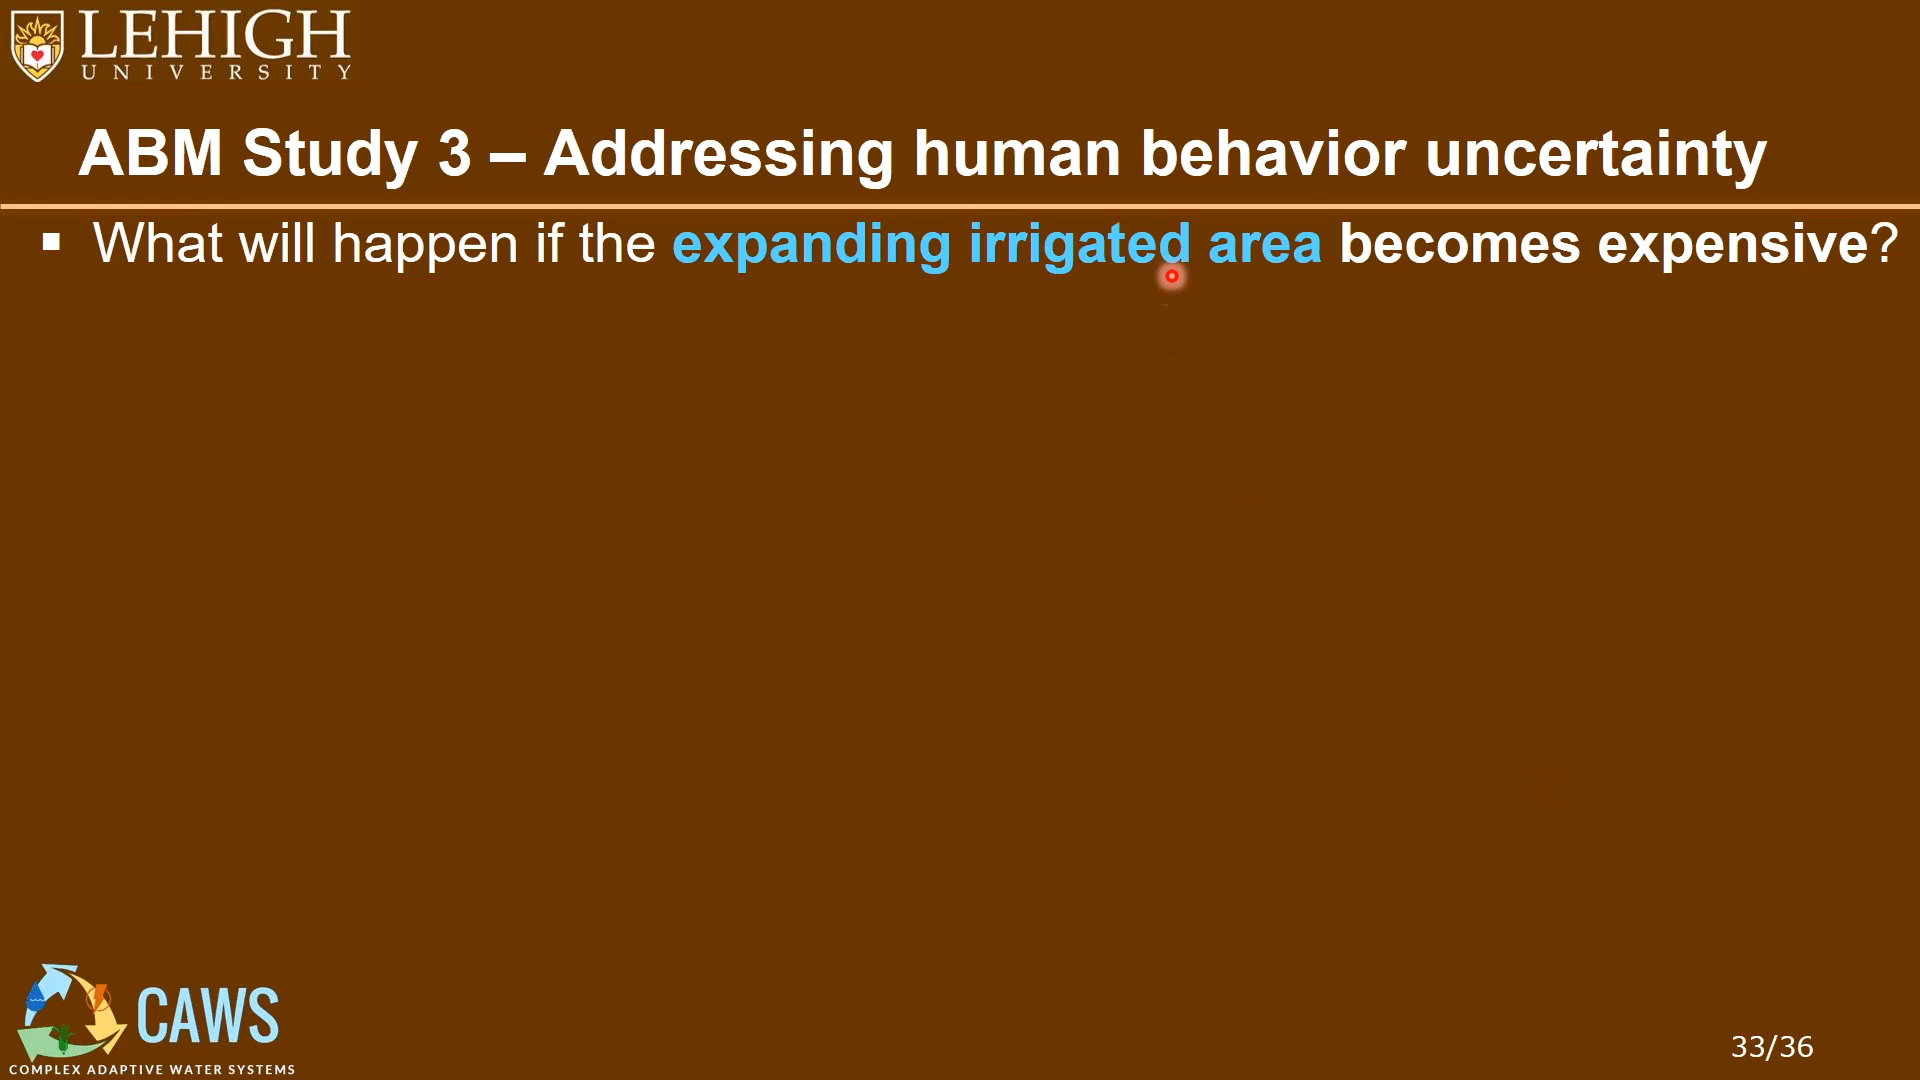 LEHIGH
UNIVERSITY
ABM Study 3 – Addressing human behavior uncertainty
▪ What will happen if the expanding irrigated area becomes expensive?
CAWS
COMPLEX ADAPTIVE WATER SYSTEMS
33/36